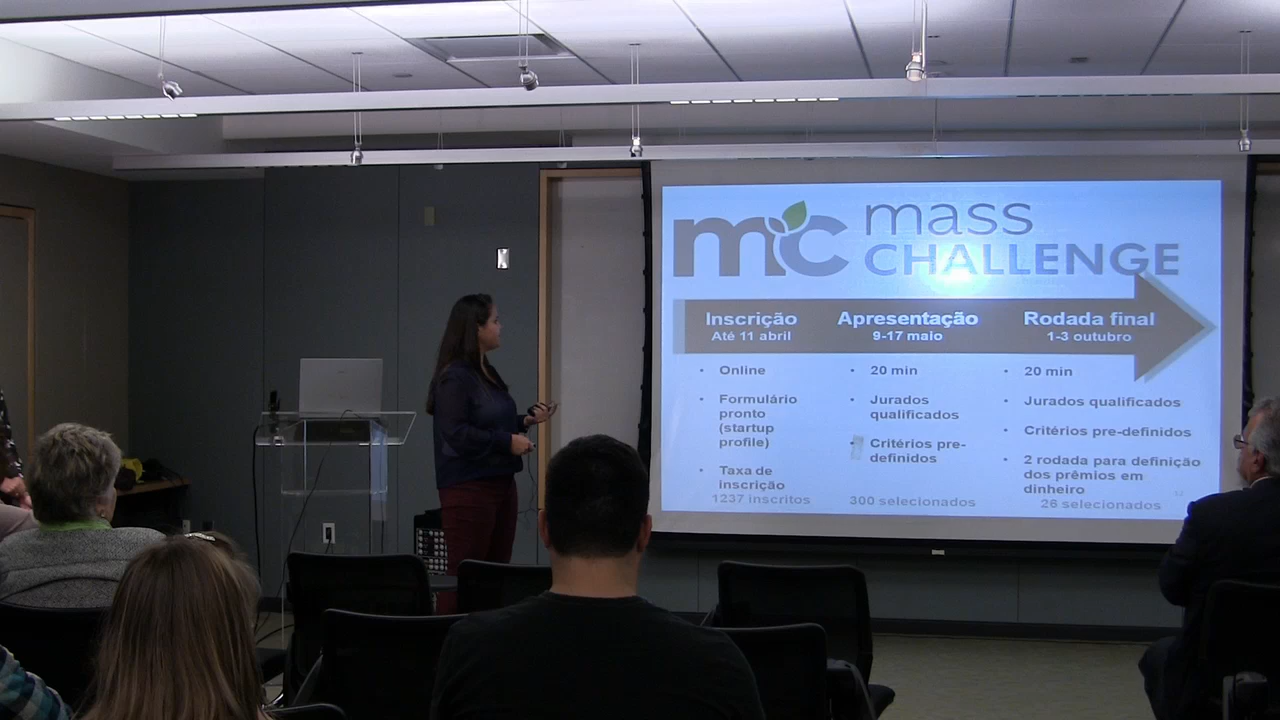 mc mass
CHALLENGE
Inscrição
Até 11 abril
Apresentação
9-17 maio
Rodada final
1-3 outubro
• Online
• Formulário
pronto
(startup
profile)
• Taxa de
inscrição
1237 inscritos
• 20 min
• Jurados
qualificados
Critérios pre-
definidos
300 selecionados
• 20 min
• Jurados qualificados
• Critérios pre-definidos
• 2 rodada para definição
dos prêmios em
dinheiro
26 selecionados